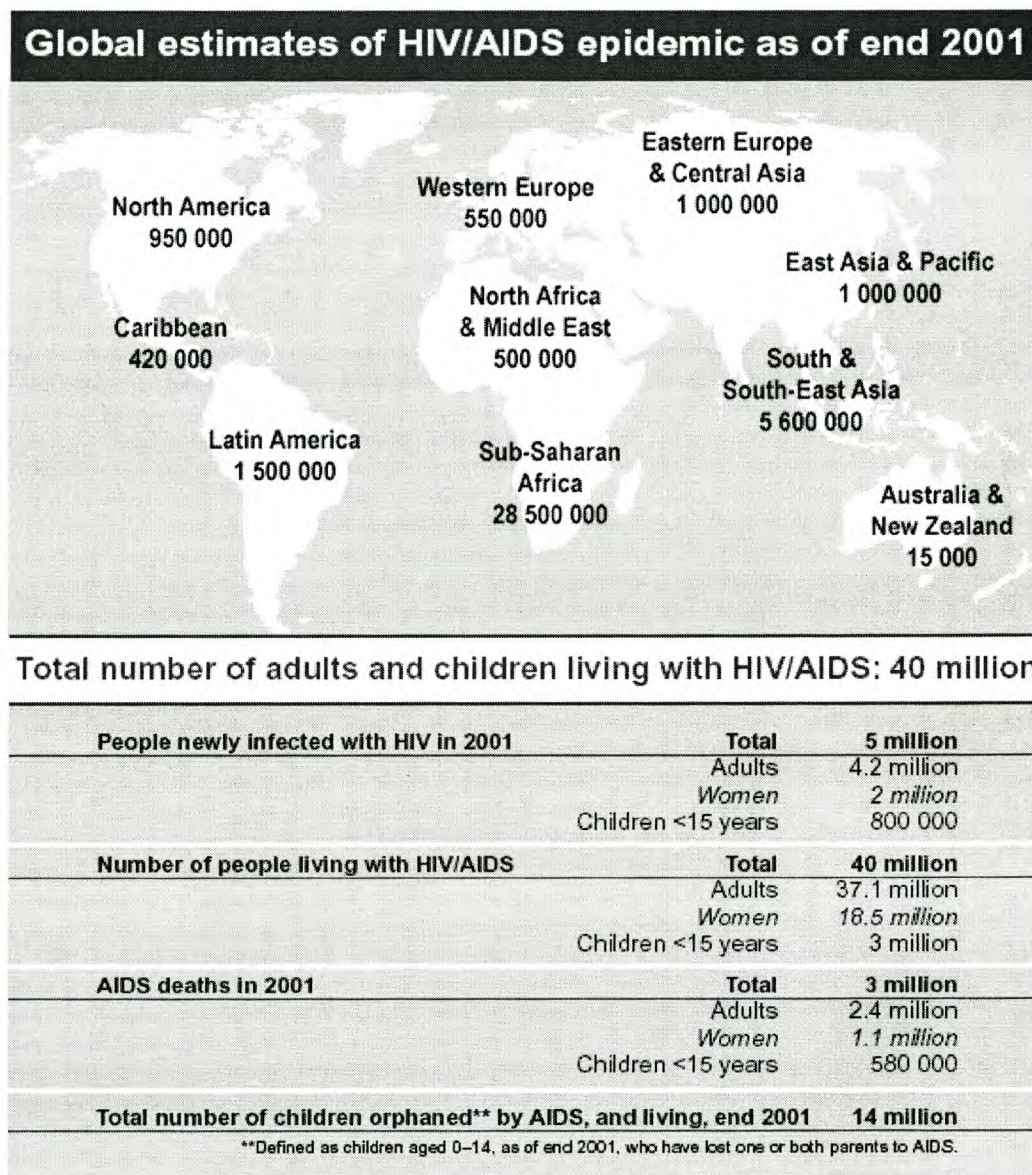 Global estimates of HIV/AIDS epidemic as of end 2001
Eastern Europe
& Central Asia
1 000 000
Western Europe
550 000
North America
950 000
East Asia & Pacific
1 000 000
North Africa
& Middle East
500 000
Caribbean
420 000
South &
South-East Asia
5 600 000
Latin America
1 500 000
Sub-Saharan
Africa
28 500 000
Australia &
New Zealand
15 000
Total number of adults and children living with HIV/AIDS: 40 million
People newly infected with HIV in 2001 Total 5 million
Adults 4.2 million
Women 2 million
Children <15 years 800 000
Number of people living with HIV/AIDS Total 40 million
Adults 37.1 million
Women 18.5 million
Children <15 years 3 million
AIDS deaths in 2001 Total 3 million
Adults 2.4 million
Women 1.1 million
Children <15 years 580 000
Total number of children orphaned** by AIDS, and living, end 2001 14 million
**Defined as children aged 0–14, as of end 2001, who have lost one or both parents to AIDS.